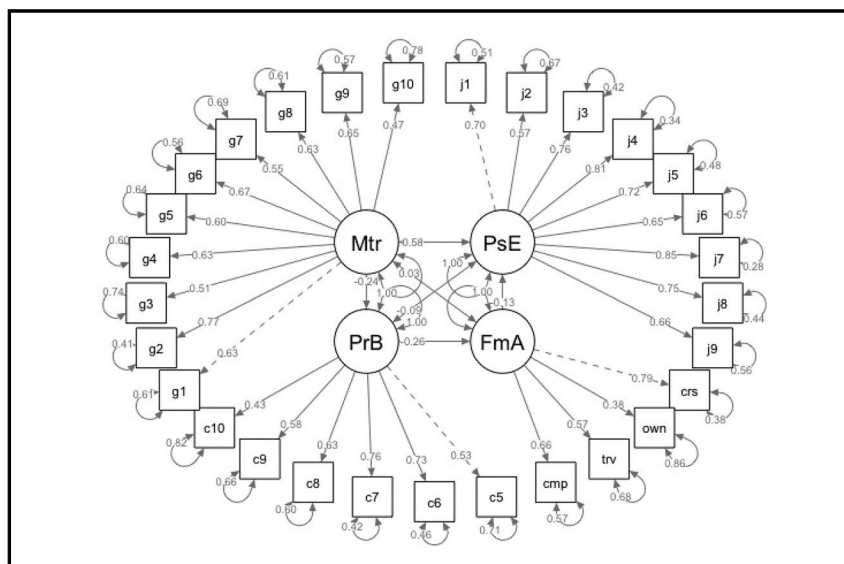 0.78
0.51
0.57
g10
j1
0.67
0.61
g9
j2
0.42
g8
j3
0.69
0.34
g7
j4
0.47
0.70
0.57
0.56
0.65
0.76
0.48
g6
j5
0.63
0.81
0.64
0.55
0.72
g5
j6
0.57
0.67
0.65
0.60
0.60
g4
Mtr
0.58
PsE
0.85
j7
0.63
0.28
0.74
0.51
0.75
g3
j8
-0.24
0.03
1.00
1.00
1.00
-0.13
0.44
0.77
0.66
-0.09
1.00
0.41
g2
PrB
-0.26
FmA
j9
0.56
0.63
0.61
g1
0.79
crs
0.43
0.38
0.38
c10
own
0.82
0.58
0.57
0.86
0.63
0.66
c9
0.76
0.73
0.53
trv
0.66
c8
c7
c6
c5
cmp
0.68
0.60
0.42
0.46
0.71
0.57